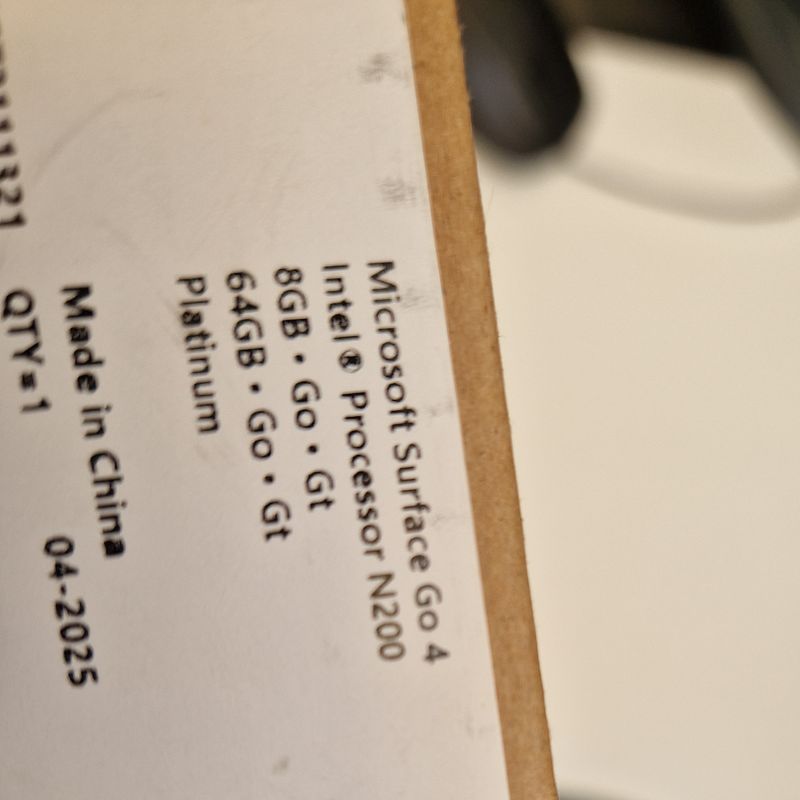 Microsoft Surface Go 4
Intel® Processor N200
8GB • Go • Gt
64GB • Go • Gt
Platinum
Made in China 04-2025
QTY=1